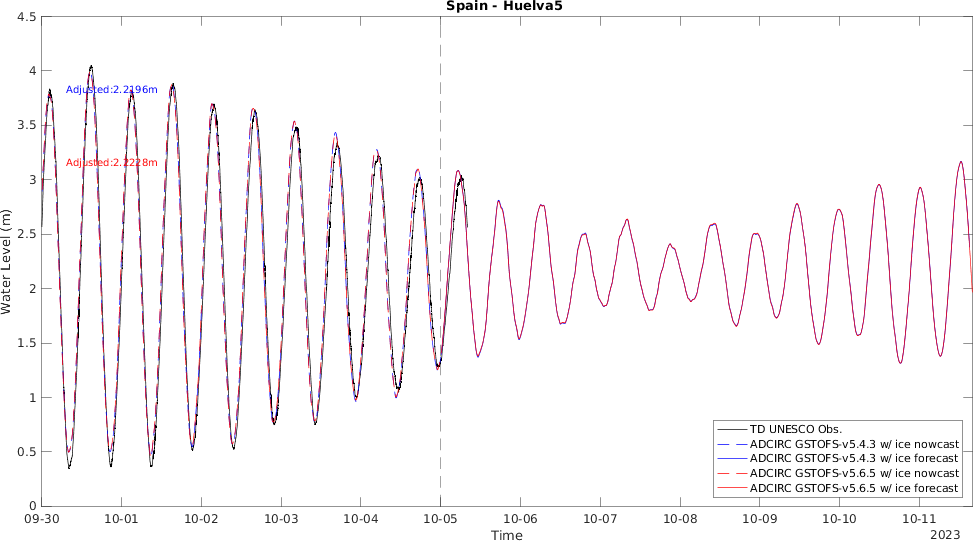 Spain - Huelva5
4.5
4
3.5
3
2.5
2
1.5
1
0.5
0
Water Level (m)
Adjusted:2.2196m
Adjusted:2.2228m
TD UNESCO Obs.
ADCIRC GSTOFS-v5.4.3 w/ ice nowcast
ADCIRC GSTOFS-v5.4.3 w/ ice forecast
ADCIRC GSTOFS-v5.6.5 w/ ice nowcast
ADCIRC GSTOFS-v5.6.5 w/ ice forecast
09-30 10-01 10-02 10-03 10-04 10-05 10-06 10-07 10-08 10-09 10-10 10-11
Time
2023